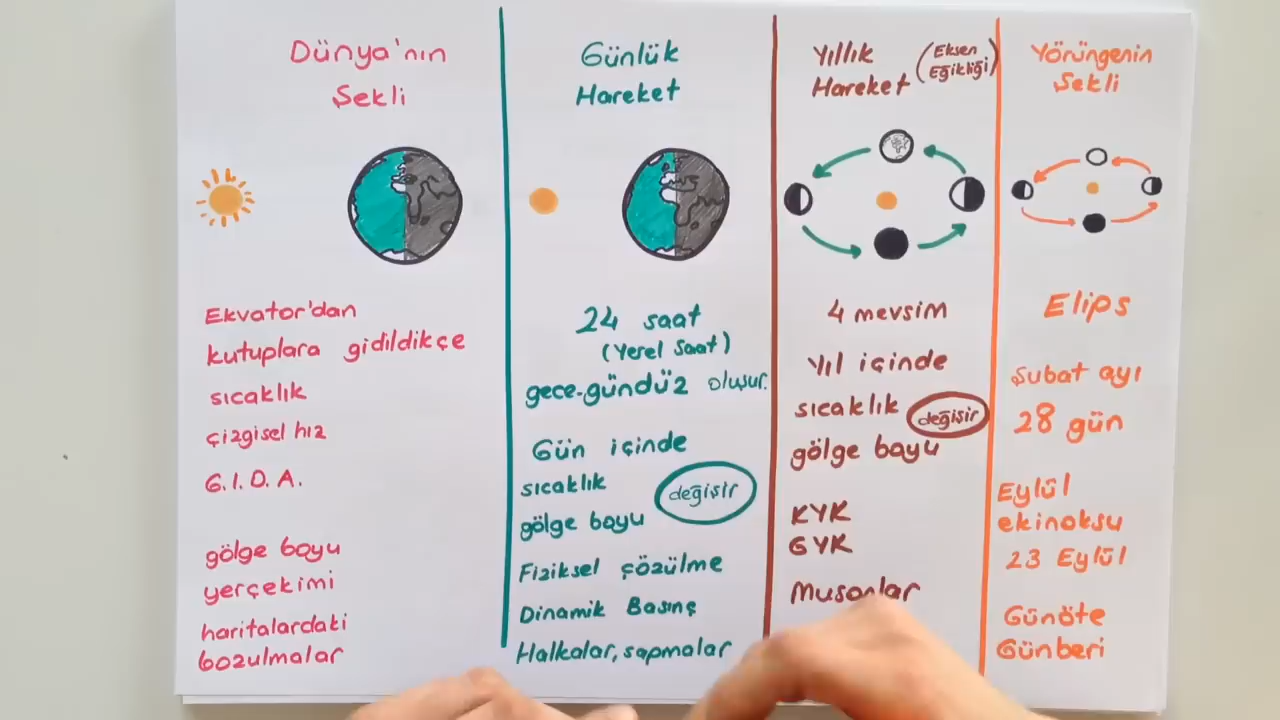 Dünya'nın
Şekli
Ekvator'dan
kutuplara gidildikçe
sıcaklık
çizgisel hız
G.I.D.A.
gölge boyu
yerçekimi
haritalardaki
bozulmalar
Günlük
Hareket
24 saat
(Yerel Saat)
gece-gündüz oluşur.
Gün içinde
sıcaklık
değişir
gölge boyu
Fiziksel çözülme
Dinamik Basınç
Halkalar, sapmalar
Yıllık
Hareket
(Eksen
Eğikliği)
4 mevsim
Yıl içinde
sıcaklık
değişir
gölge boyu
KYK
GYK
Musonlar
Yörüngenin
Şekli
Elips
Şubat ayı
28 gün
Eylül
ekinoksu
23 Eylül
Günöte
Günberi